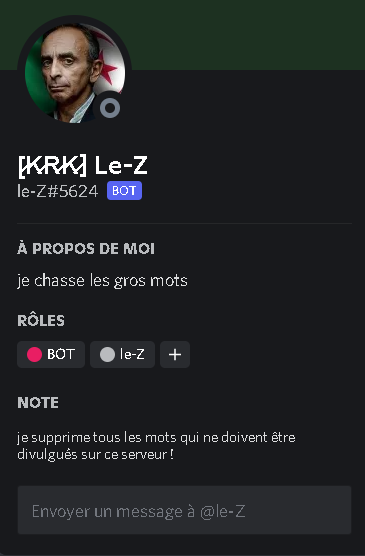 [K̸R̸K̸] Le-Z
le-Z#5624 BOT
À PROPOS DE MOI
je chasse les gros mots
RÔLES
BOT le-Z +
NOTE
je supprime tous les mots qui ne doivent être
divulgués sur ce serveur !
Envoyer un message à @le-Z